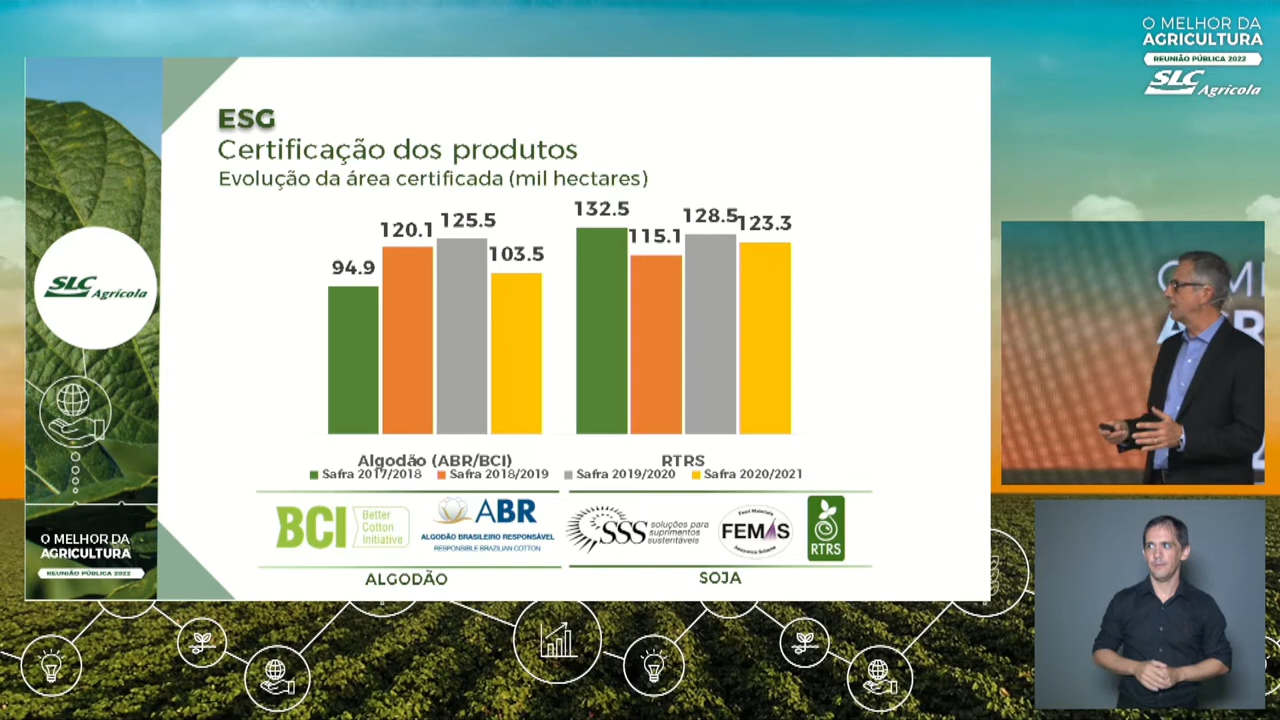 O MELHOR DA
AGRICULTURA
REUNIÃO PÚBLICA 2022
SLC Agrícola
ESG
Certificação dos produtos
Evolução da área certificada (mil hectares)
94.9
120.1
125.5
103.5
132.5
115.1
128.5
123.3
Algodão (ABR/BCI)
RTRS
Safra 2017/2018
Safra 2018/2019
Safra 2019/2020
Safra 2020/2021
SLC Agrícola
BCI
Better
Cotton
Initiative
ABR
ALGODÃO BRASILEIRO RESPONSÁVEL
RESPONSIBLE BRAZILIAN COTTON
SSS
soluções para
suprimentos
sustentáveis
Feed Materials
FEMAS
Assurance Scheme
RTRS
ALGODÃO
SOJA
O MELHOR DA
AGRICULTURA
REUNIÃO PÚBLICA 2022